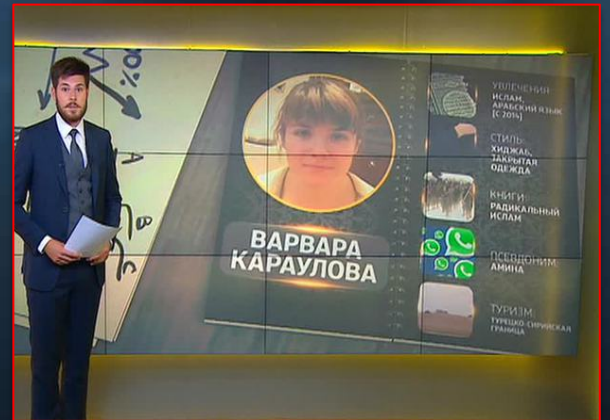 ВАРВАРА
КАРАУЛОВА
УВЛЕЧЕНИЯ:
ИСЛАМ,
АРАБСКИЙ ЯЗЫК
(С 2014)
СТИЛЬ:
ХИДЖАБ,
ЗАКРЫТАЯ
ОДЕЖДА
КНИГИ:
РАДИКАЛЬНЫЙ
ИСЛАМ
ПСЕВДОНИМ:
АМИНА
ТУРИЗМ:
ТУРЕЦКО-СИРИЙСКАЯ
ГРАНИЦА